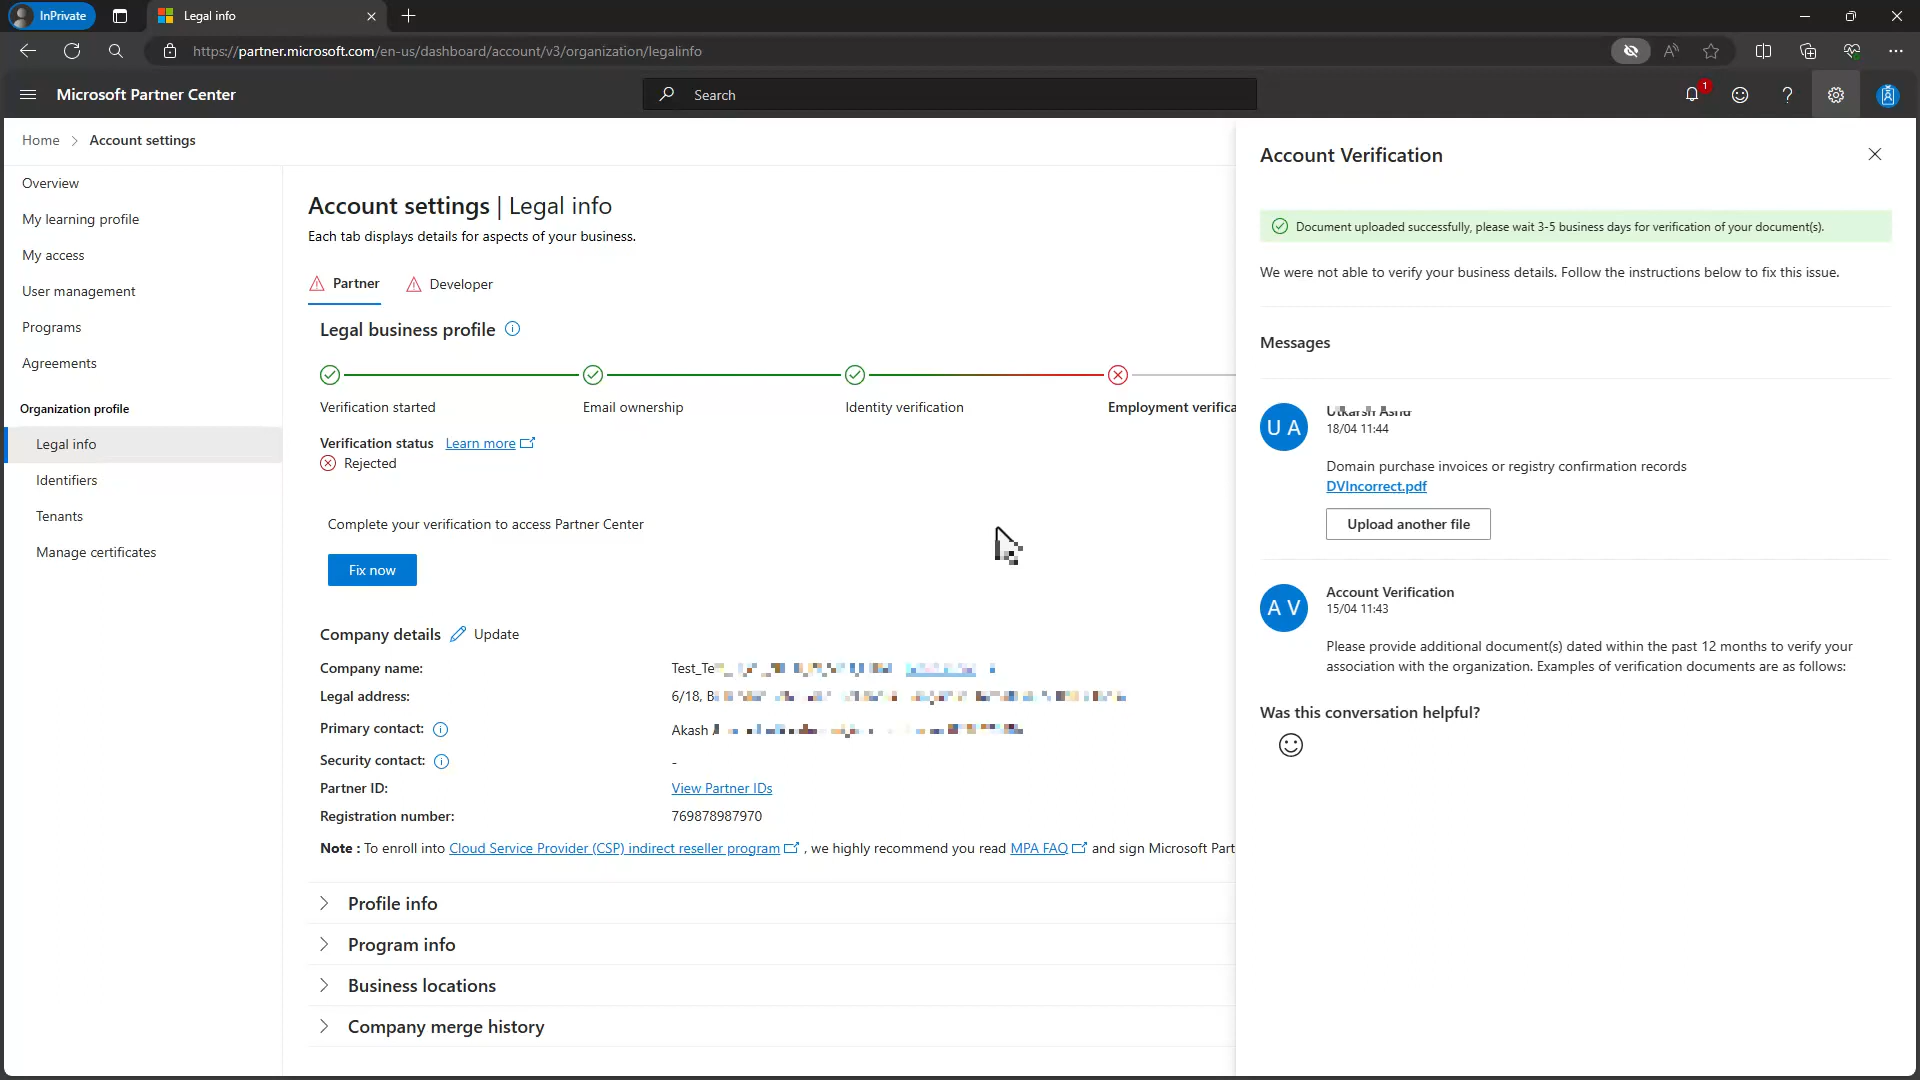 InPrivate
Legal info
https://partner.microsoft.com/en-us/dashboard/account/v3/organization/legalinfo
Microsoft Partner Center
Search
1
Home > Account settings
Overview
My learning profile
My access
User management
Programs
Agreements
Organization profile
Legal info
Identifiers
Tenants
Manage certificates
Account settings | Legal info
Each tab displays details for aspects of your business.
Partner
Developer
Legal business profile
Verification started
Email ownership
Identity verification
Employment verifica
Verification status Learn more
Rejected
Complete your verification to access Partner Center
Fix now
Company details Update
Company name: Test_Te
Legal address: 6/18, B
Primary contact: Akash
Security contact: -
Partner ID: View Partner IDs
Registration number: 769878987970
Note : To enroll into Cloud Service Provider (CSP) indirect reseller program , we highly recommend you read MPA FAQ and sign Microsoft Part
Profile info
Program info
Business locations
Company merge history
Account Verification
Document uploaded successfully, please wait 3-5 business days for verification of your document(s).
We were not able to verify your business details. Follow the instructions below to fix this issue.
Messages
U A
18/04 11:44
Domain purchase invoices or registry confirmation records
DVIncorrect.pdf
Upload another file
A V
Account Verification
15/04 11:43
Please provide additional document(s) dated within the past 12 months to verify your
association with the organization. Examples of verification documents are as follows:
Was this conversation helpful?